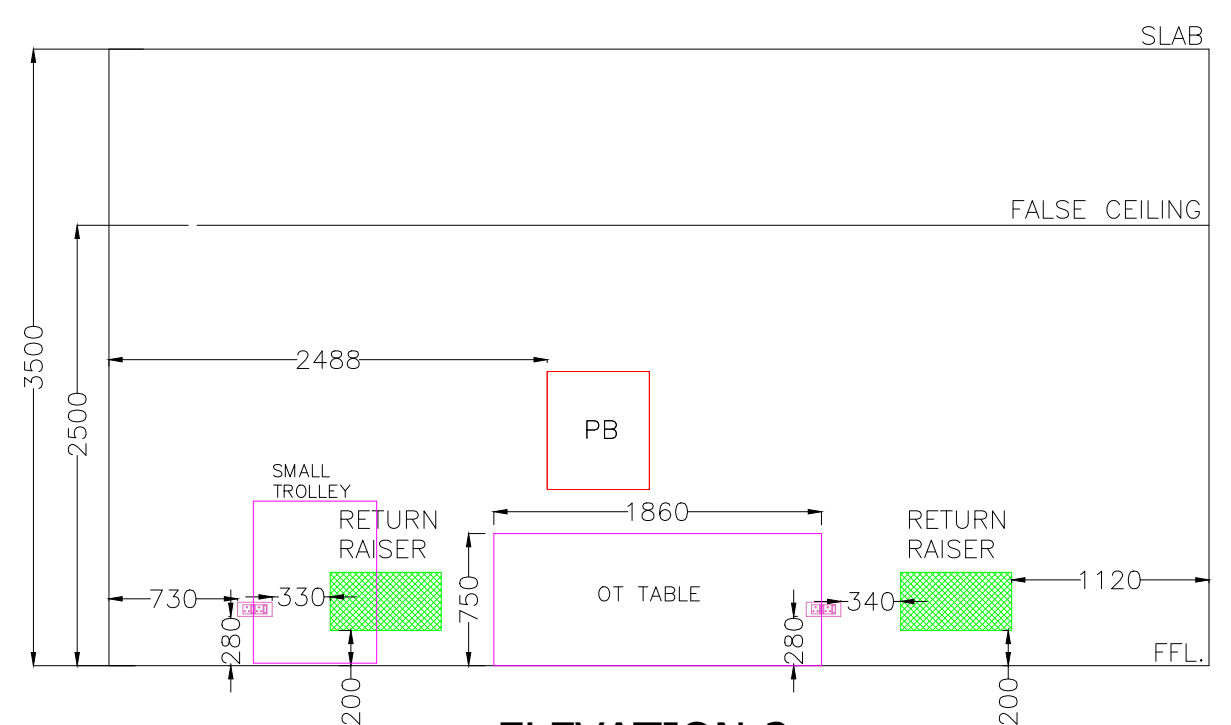 SLAB
FALSE CEILING
3500
2500
2488
PB
SMALL
TROLLEY
RETURN
RAISER
1860
RETURN
RAISER
730
330
750
OT TABLE
340
1120
280
280
FFL.
200
200